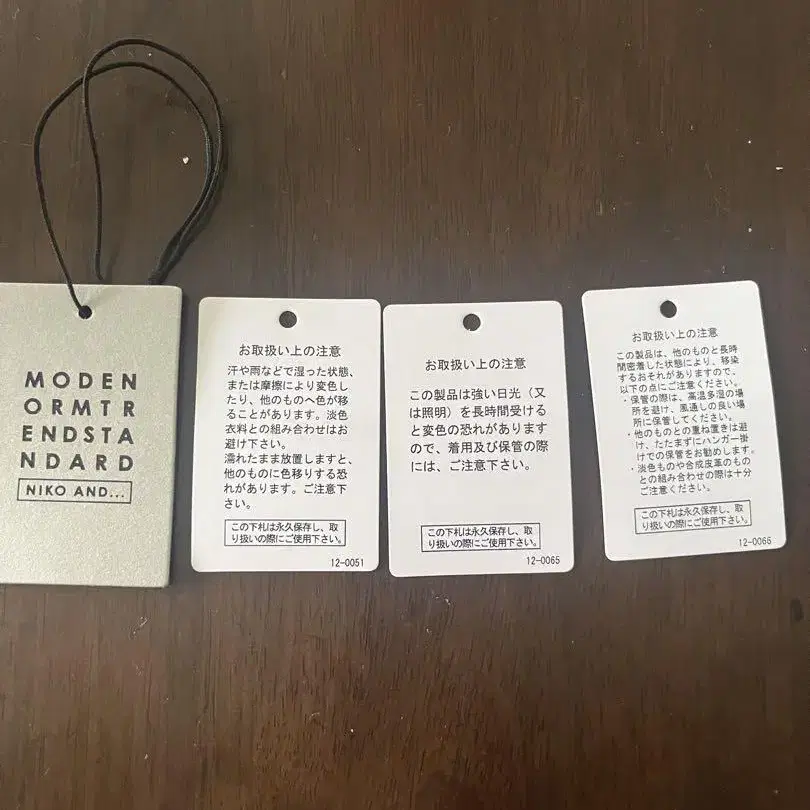 MODEN
ORMTR
ENDSTA
NDARD
NIKO AND...
お取扱い上の注意
汗や雨などで湿った状態、
または摩擦により変色し
たり、他のものへ色が移
ることがあります。淡色
衣料との組み合わせはお
避け下さい。
濡れたまま放置しますと、
他のものに色移りする恐
れがあります。ご注意下
さい。
この下札は永久保存し、取
り扱いの際にご使用下さい。
12-0051
お取扱い上の注意
この製品は強い日光（又
は照明）を長時間受ける
と変色の恐れがあります
ので、着用及び保管の際
には、ご注意下さい。
この下札は永久保存し、取
り扱いの際にご使用下さい。
12-0065
お取扱い上の注意
この製品は、他のものと長時
間密着した状態により、移染
するおそれがありますので、
以下の点にご注意ください。
・保管の際は、高温多湿の場
所を避け、風通しの良い場
所に保管してください。
・他のものとの重ね置きは避
け、たたまずにハンガー掛
けでの保管をお勧めします。
・淡色ものや合成皮革のもの
との組み合わせの際は十分
ご注意ください。
この下札は永久保存し、取
り扱いの際にご使用下さい。
12-0066